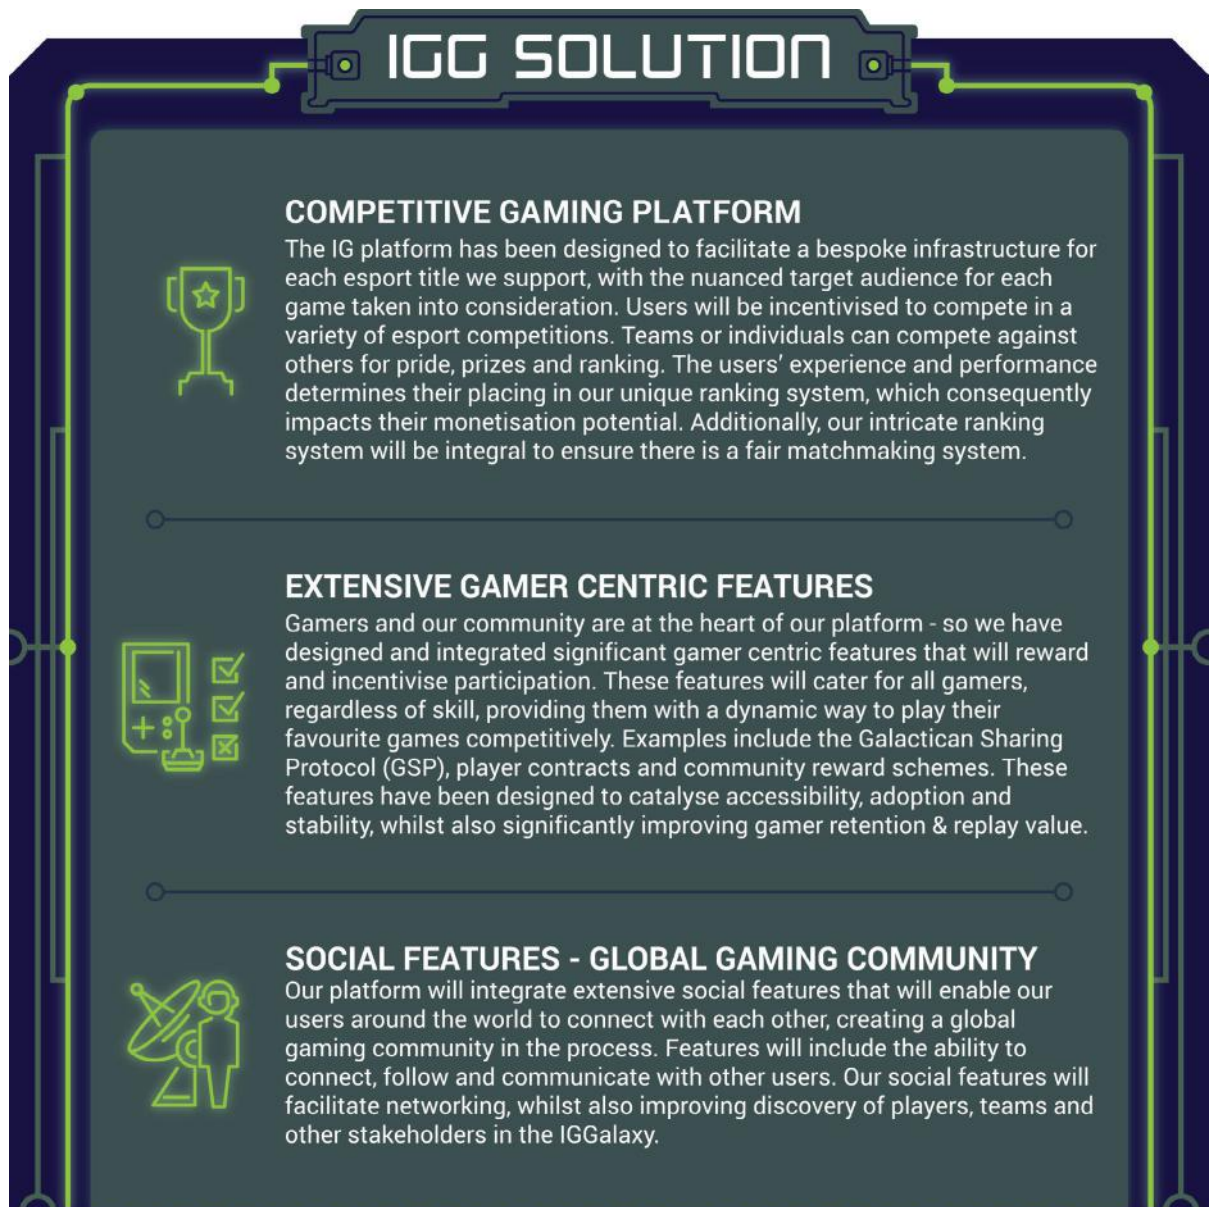 IGG SOLUTION
COMPETITIVE GAMING PLATFORM
The IG platform has been designed to facilitate a bespoke infrastructure for
each esport title we support, with the nuanced target audience for each
game taken into consideration. Users will be incentivised to compete in a
variety of esport competitions. Teams or individuals can compete against
others for pride, prizes and ranking. The users’ experience and performance
determines their placing in our unique ranking system, which consequently
impacts their monetisation potential. Additionally, our intricate ranking
system will be integral to ensure there is a fair matchmaking system.
EXTENSIVE GAMER CENTRIC FEATURES
Gamers and our community are at the heart of our platform - so we have
designed and integrated significant gamer centric features that will reward
and incentivise participation. These features will cater for all gamers,
regardless of skill, providing them with a dynamic way to play their
favourite games competitively. Examples include the Galactican Sharing
Protocol (GSP), player contracts and community reward schemes. These
features have been designed to catalyse accessibility, adoption and
stability, whilst also significantly improving gamer retention & replay value.
SOCIAL FEATURES - GLOBAL GAMING COMMUNITY
Our platform will integrate extensive social features that will enable our
users around the world to connect with each other, creating a global
gaming community in the process. Features will include the ability to
connect, follow and communicate with other users. Our social features will
facilitate networking, whilst also improving discovery of players, teams and
other stakeholders in the IGGalaxy.